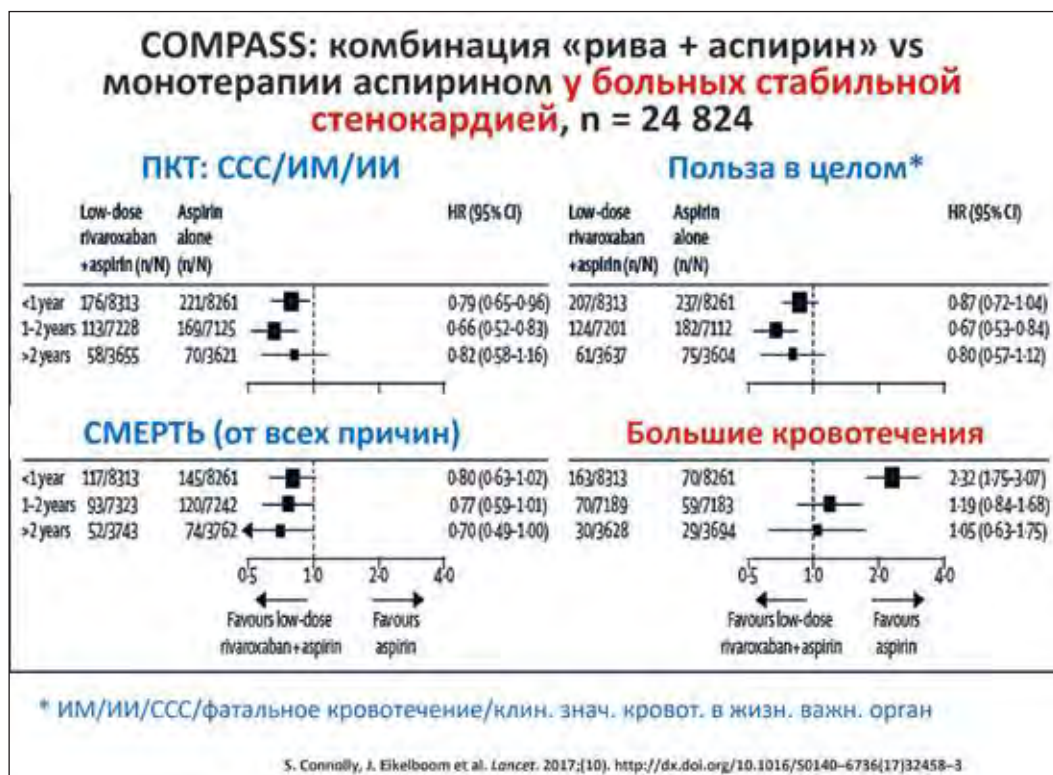 COMPASS: комбинация «рива + аспирин» vs
монотерапии аспирином у больных стабильной
стенокардией, n = 24 824
ПКТ: ССС/ИМ/ИИ
Low-dose Aspirin HR (95% CI)
rivaroxaban alone
+aspirin (n/N) (n/N)
<1 year 176/8313 221/8261 0·79 (0·65–0·96)
1-2 years 113/7228 169/7125 0·66 (0·52–0·83)
>2 years 58/3655 70/3621 0·82 (0·58–1·16)
Польза в целом*
Low-dose Aspirin HR (95% CI)
rivaroxaban alone
+aspirin (n/N) (n/N)
207/8313 237/8261 0·87 (0·72–1·04)
124/7201 182/7112 0·67 (0·53–0·84)
61/3637 75/3604 0·80 (0·57–1·12)
СМЕРТЬ (от всех причин)
<1 year 117/8313 145/8261 0·80 (0·63–1·02)
1-2 years 93/7323 120/7242 0·77 (0·59–1·01)
>2 years 52/3743 74/3762 0·70 (0·49–1·00)
0·5 1·0 2·0 4·0
Favours low-dose Favours
rivaroxaban+aspirin aspirin
Большие кровотечения
163/8313 70/8261 2·32 (1·75–3·07)
70/7189 59/7183 1·19 (0·84–1·68)
30/3628 29/3694 1·05 (0·63–1·75)
0·5 1·0 2·0 4·0
Favours low-dose Favours
rivaroxaban+aspirin aspirin
* ИМ/ИИ/ССС/фатальное кровотечение/клин. знач. кровот. в жизн. важн. орган
S. Connolly, J. Eikelboom et al. Lancet. 2017;(10). http://dx.doi.org/10.1016/S0140–6736(17)32458–3